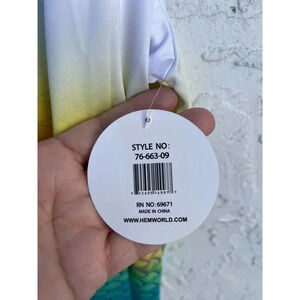 STYLE NO:
76-663-09
RN NO: 69671
MADE IN CHINA
WWW.HEMWORLD.COM